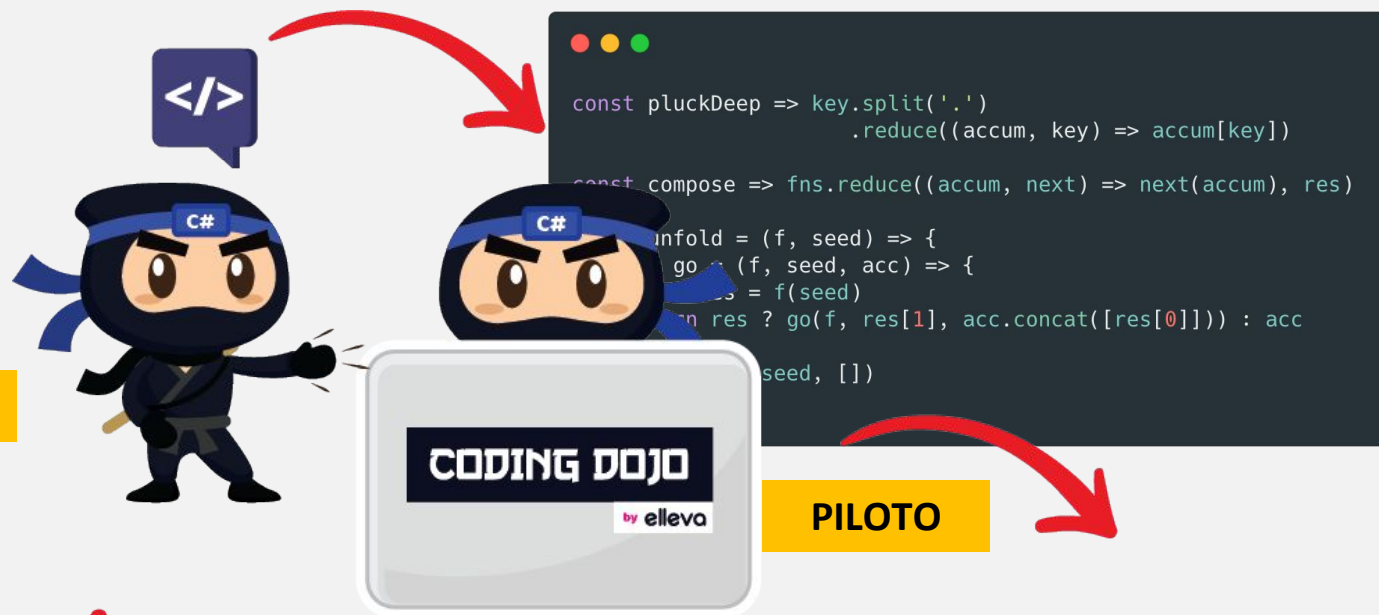 </>
const pluckDeep => key.split('.')
.reduce((accum, key) => accum[key])
const compose => fns.reduce((accum, next) => next(accum), res)
unfold = (f, seed) => {
go = (f, seed, acc) => {
= f(seed)
res ? go(f, res[1], acc.concat([res[0]])) : acc
seed, [])
C#
C#
CODING DOJO
by elleva
PILOTO